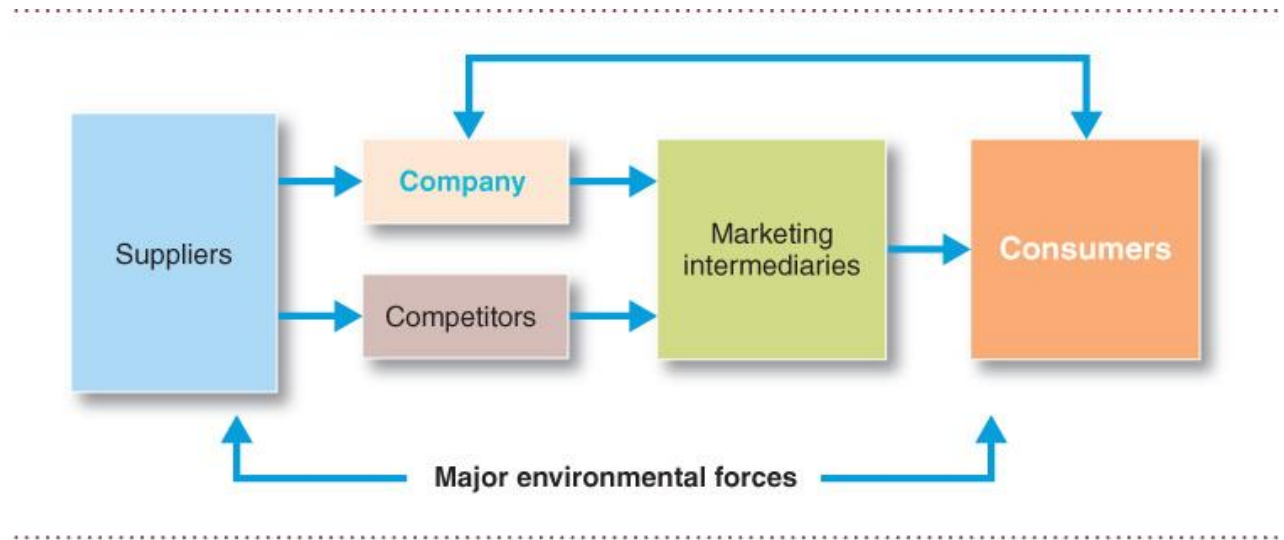 Suppliers
Company
Competitors
Marketing
intermediaries
Consumers
Major environmental forces